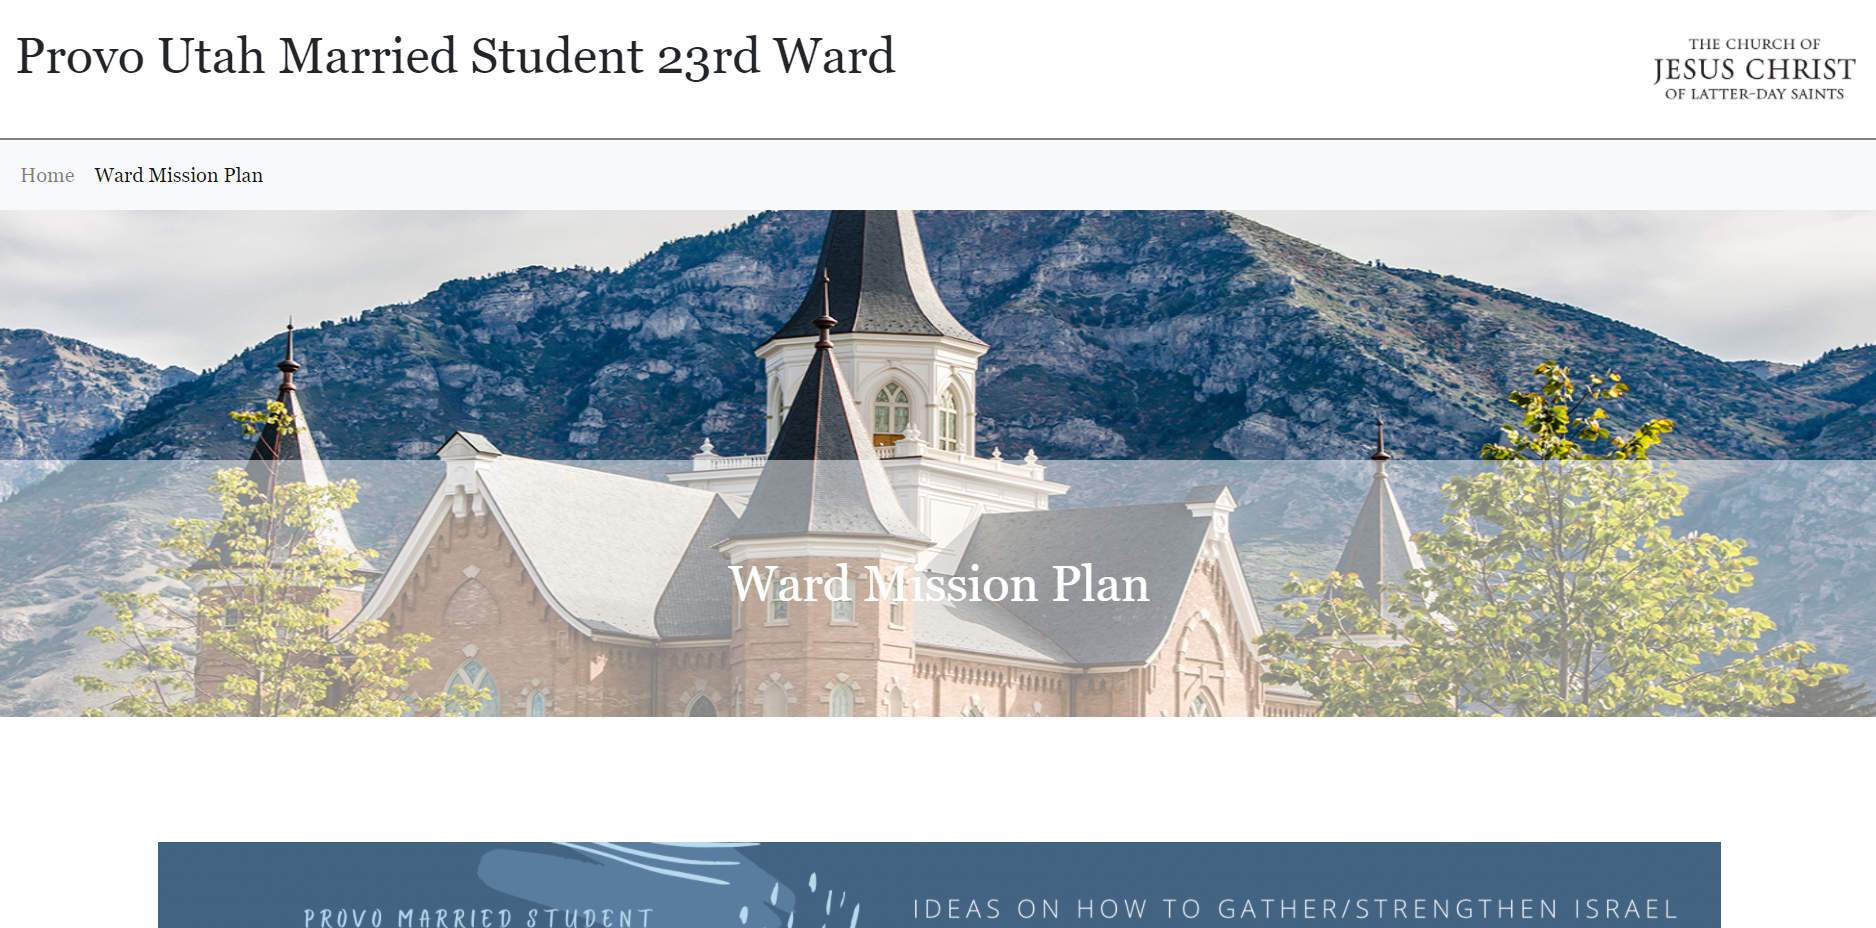 Provo Utah Married Student 23rd Ward
THE CHURCH OF
JESUS CHRIST
OF LATTER-DAY SAINTS
Home Ward Mission Plan
Ward Mission Plan
PROVO MARRIED STUDENT
IDEAS ON HOW TO GATHER/STRENGTHEN ISRAEL